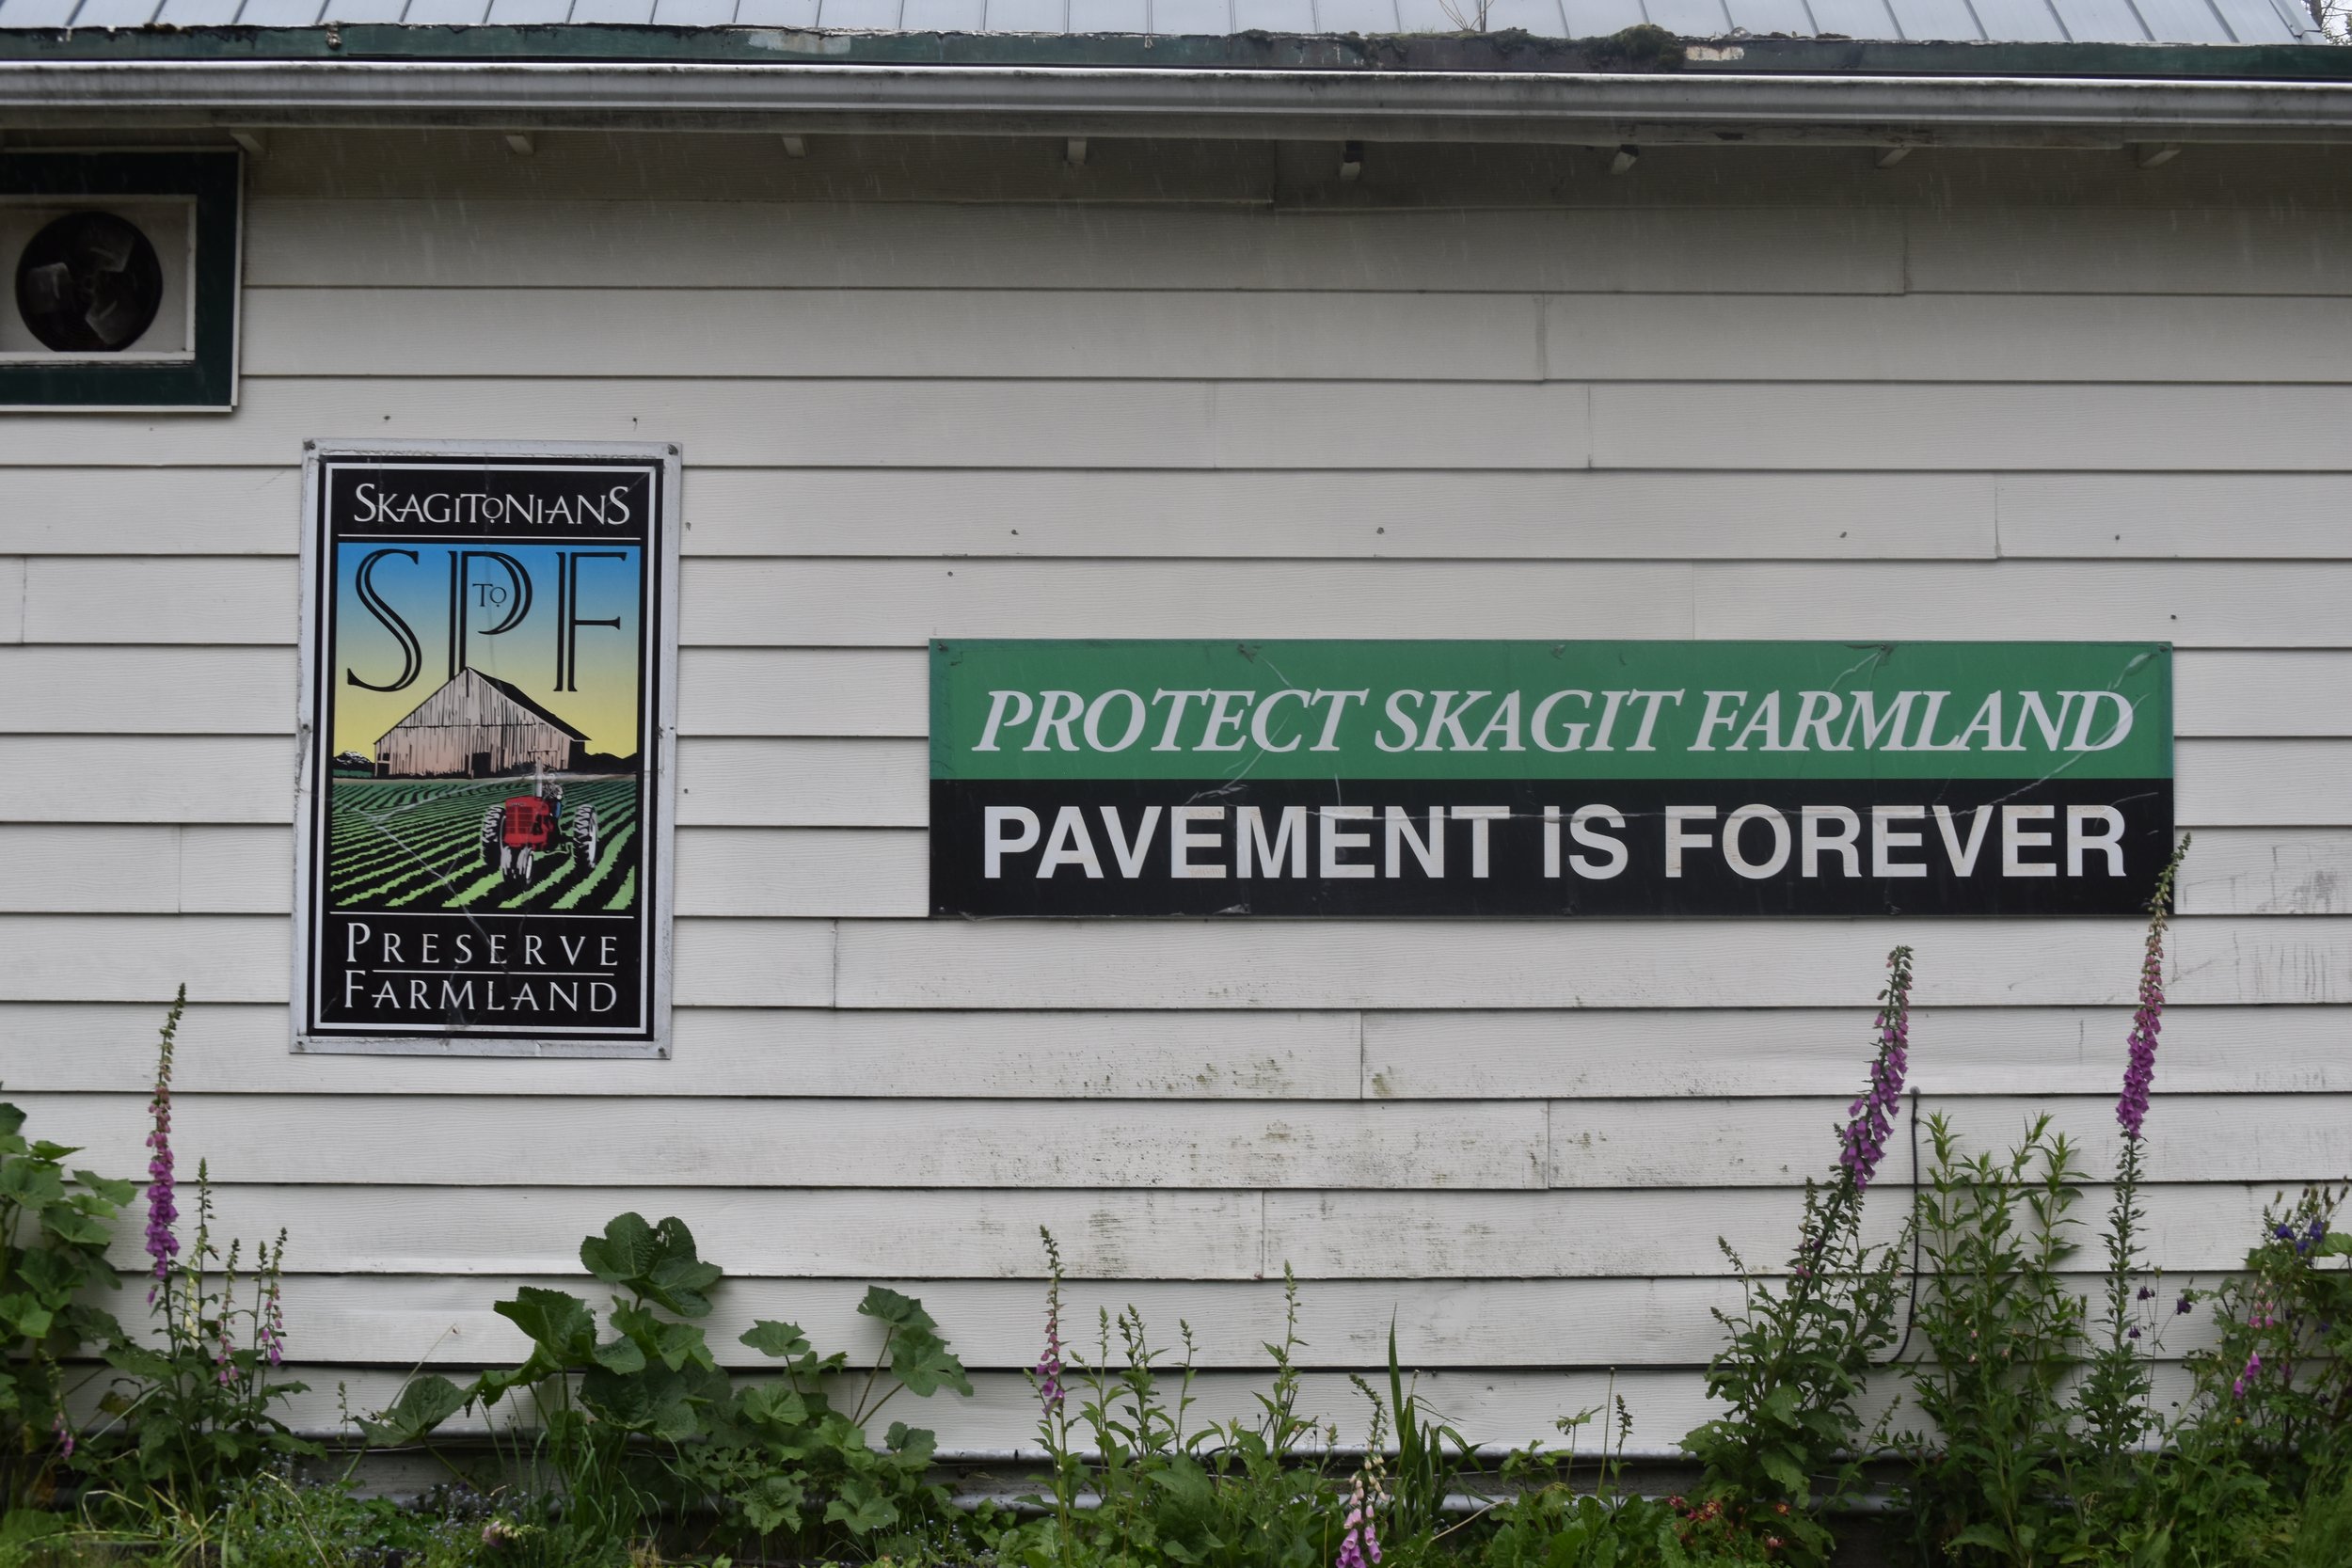 SKAGITONIANS
SPF
TO
PRESERVE
FARMLAND
PROTECT SKAGIT FARMLAND
PAVEMENT IS FOREVER